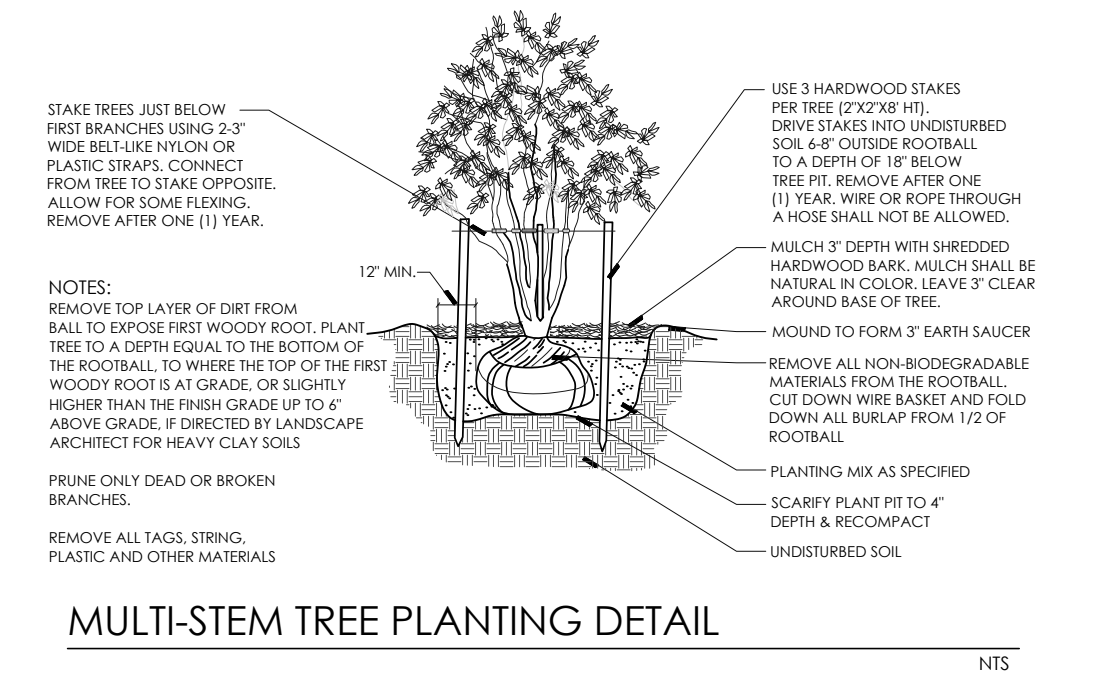 STAKE TREES JUST BELOW
FIRST BRANCHES USING 2-3"
WIDE BELT-LIKE NYLON OR
PLASTIC STRAPS. CONNECT
FROM TREE TO STAKE OPPOSITE.
ALLOW FOR SOME FLEXING.
REMOVE AFTER ONE (1) YEAR.
12" MIN.
NOTES:
REMOVE TOP LAYER OF DIRT FROM
BALL TO EXPOSE FIRST WOODY ROOT. PLANT
TREE TO A DEPTH EQUAL TO THE BOTTOM OF
THE ROOTBALL, TO WHERE THE TOP OF THE FIRST
WOODY ROOT IS AT GRADE, OR SLIGHTLY
HIGHER THAN THE FINISH GRADE UP TO 6"
ABOVE GRADE, IF DIRECTED BY LANDSCAPE
ARCHITECT FOR HEAVY CLAY SOILS
PRUNE ONLY DEAD OR BROKEN
BRANCHES.
REMOVE ALL TAGS, STRING,
PLASTIC AND OTHER MATERIALS
USE 3 HARDWOOD STAKES
PER TREE (2"X2"X8' HT).
DRIVE STAKES INTO UNDISTURBED
SOIL 6-8" OUTSIDE ROOTBALL
TO A DEPTH OF 18" BELOW
TREE PIT. REMOVE AFTER ONE
(1) YEAR. WIRE OR ROPE THROUGH
A HOSE SHALL NOT BE ALLOWED.
MULCH 3" DEPTH WITH SHREDDED
HARDWOOD BARK. MULCH SHALL BE
NATURAL IN COLOR. LEAVE 3" CLEAR
AROUND BASE OF TREE.
MOUND TO FORM 3" EARTH SAUCER
REMOVE ALL NON-BIODEGRADABLE
MATERIALS FROM THE ROOTBALL.
CUT DOWN WIRE BASKET AND FOLD
DOWN ALL BURLAP FROM 1/2 OF
ROOTBALL
PLANTING MIX AS SPECIFIED
SCARIFY PLANT PIT TO 4"
DEPTH & RECOMPACT
UNDISTURBED SOIL
MULTI-STEM TREE PLANTING DETAIL
NTS